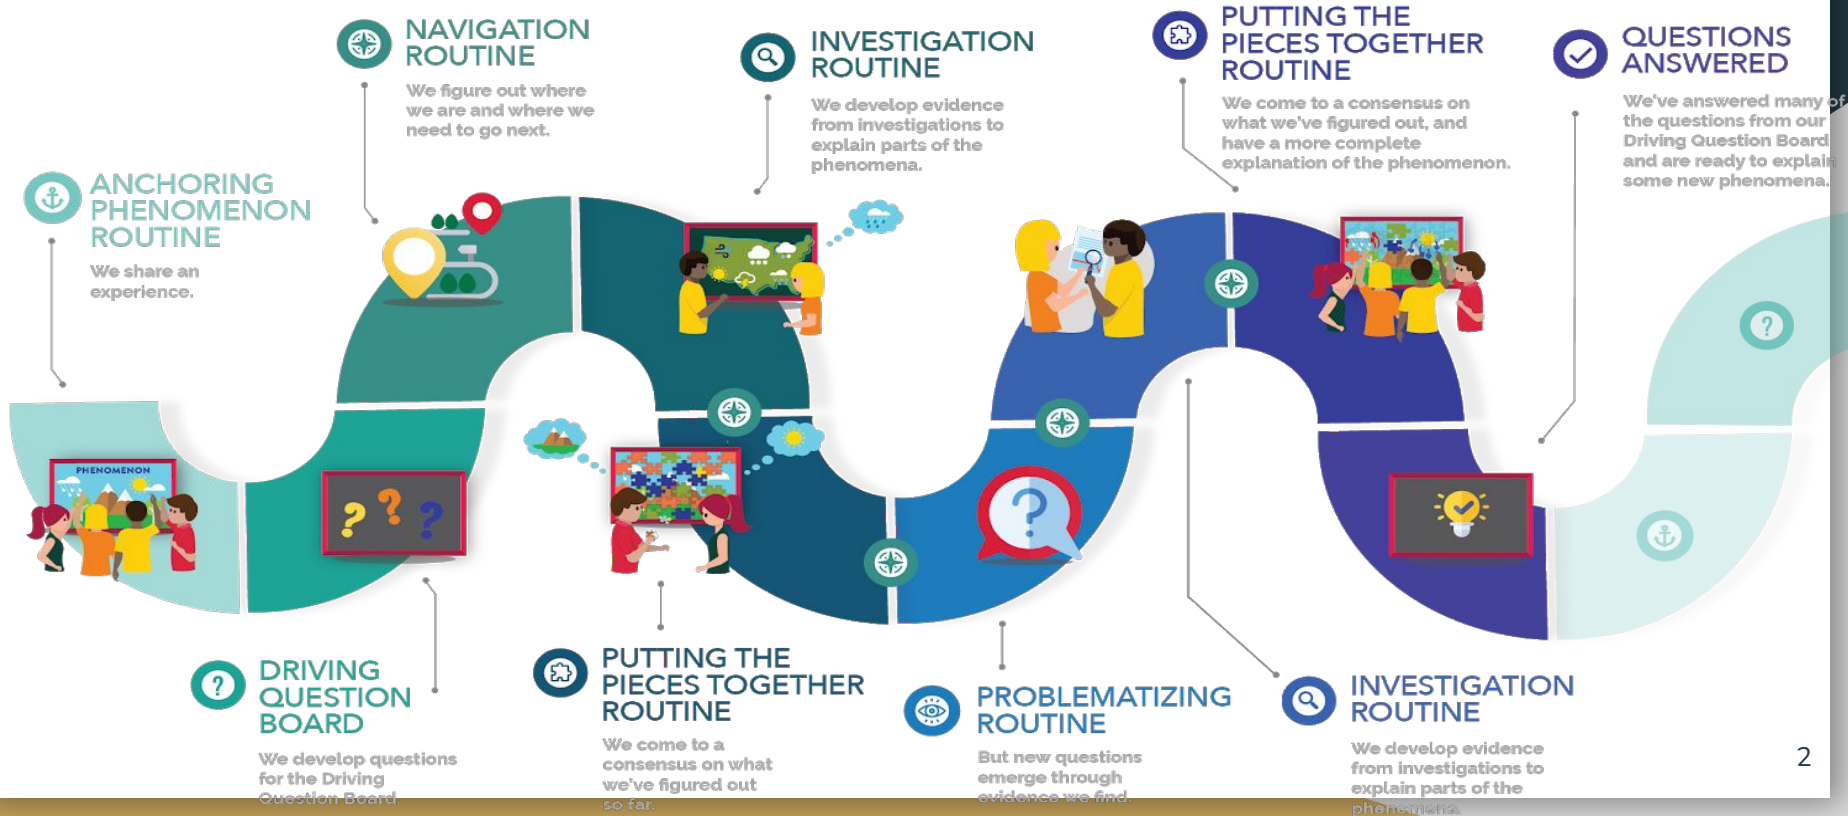 ANCHORING
PHENOMENON
ROUTINE
We share an
experience.
PHENOMENON
DRIVING
QUESTION
BOARD
We develop questions
for the Driving
Question Board.
NAVIGATION
ROUTINE
We figure out where
we are and where we
need to go next.
INVESTIGATION
ROUTINE
We develop evidence
from investigations to
explain parts of the
phenomena.
PUTTING THE
PIECES TOGETHER
ROUTINE
We come to a
consensus on what
we've figured out
so far.
PROBLEMATIZING
ROUTINE
But new questions
emerge through
evidence we find.
INVESTIGATION
ROUTINE
We develop evidence
from investigations to
explain parts of the
phenomena.
PUTTING THE
PIECES TOGETHER
ROUTINE
We come to a consensus on
what we've figured out, and
have a more complete
explanation of the phenomenon.
QUESTIONS
ANSWERED
We've answered many of
the questions from our
Driving Question Board
and are ready to explain
some new phenomena.
2